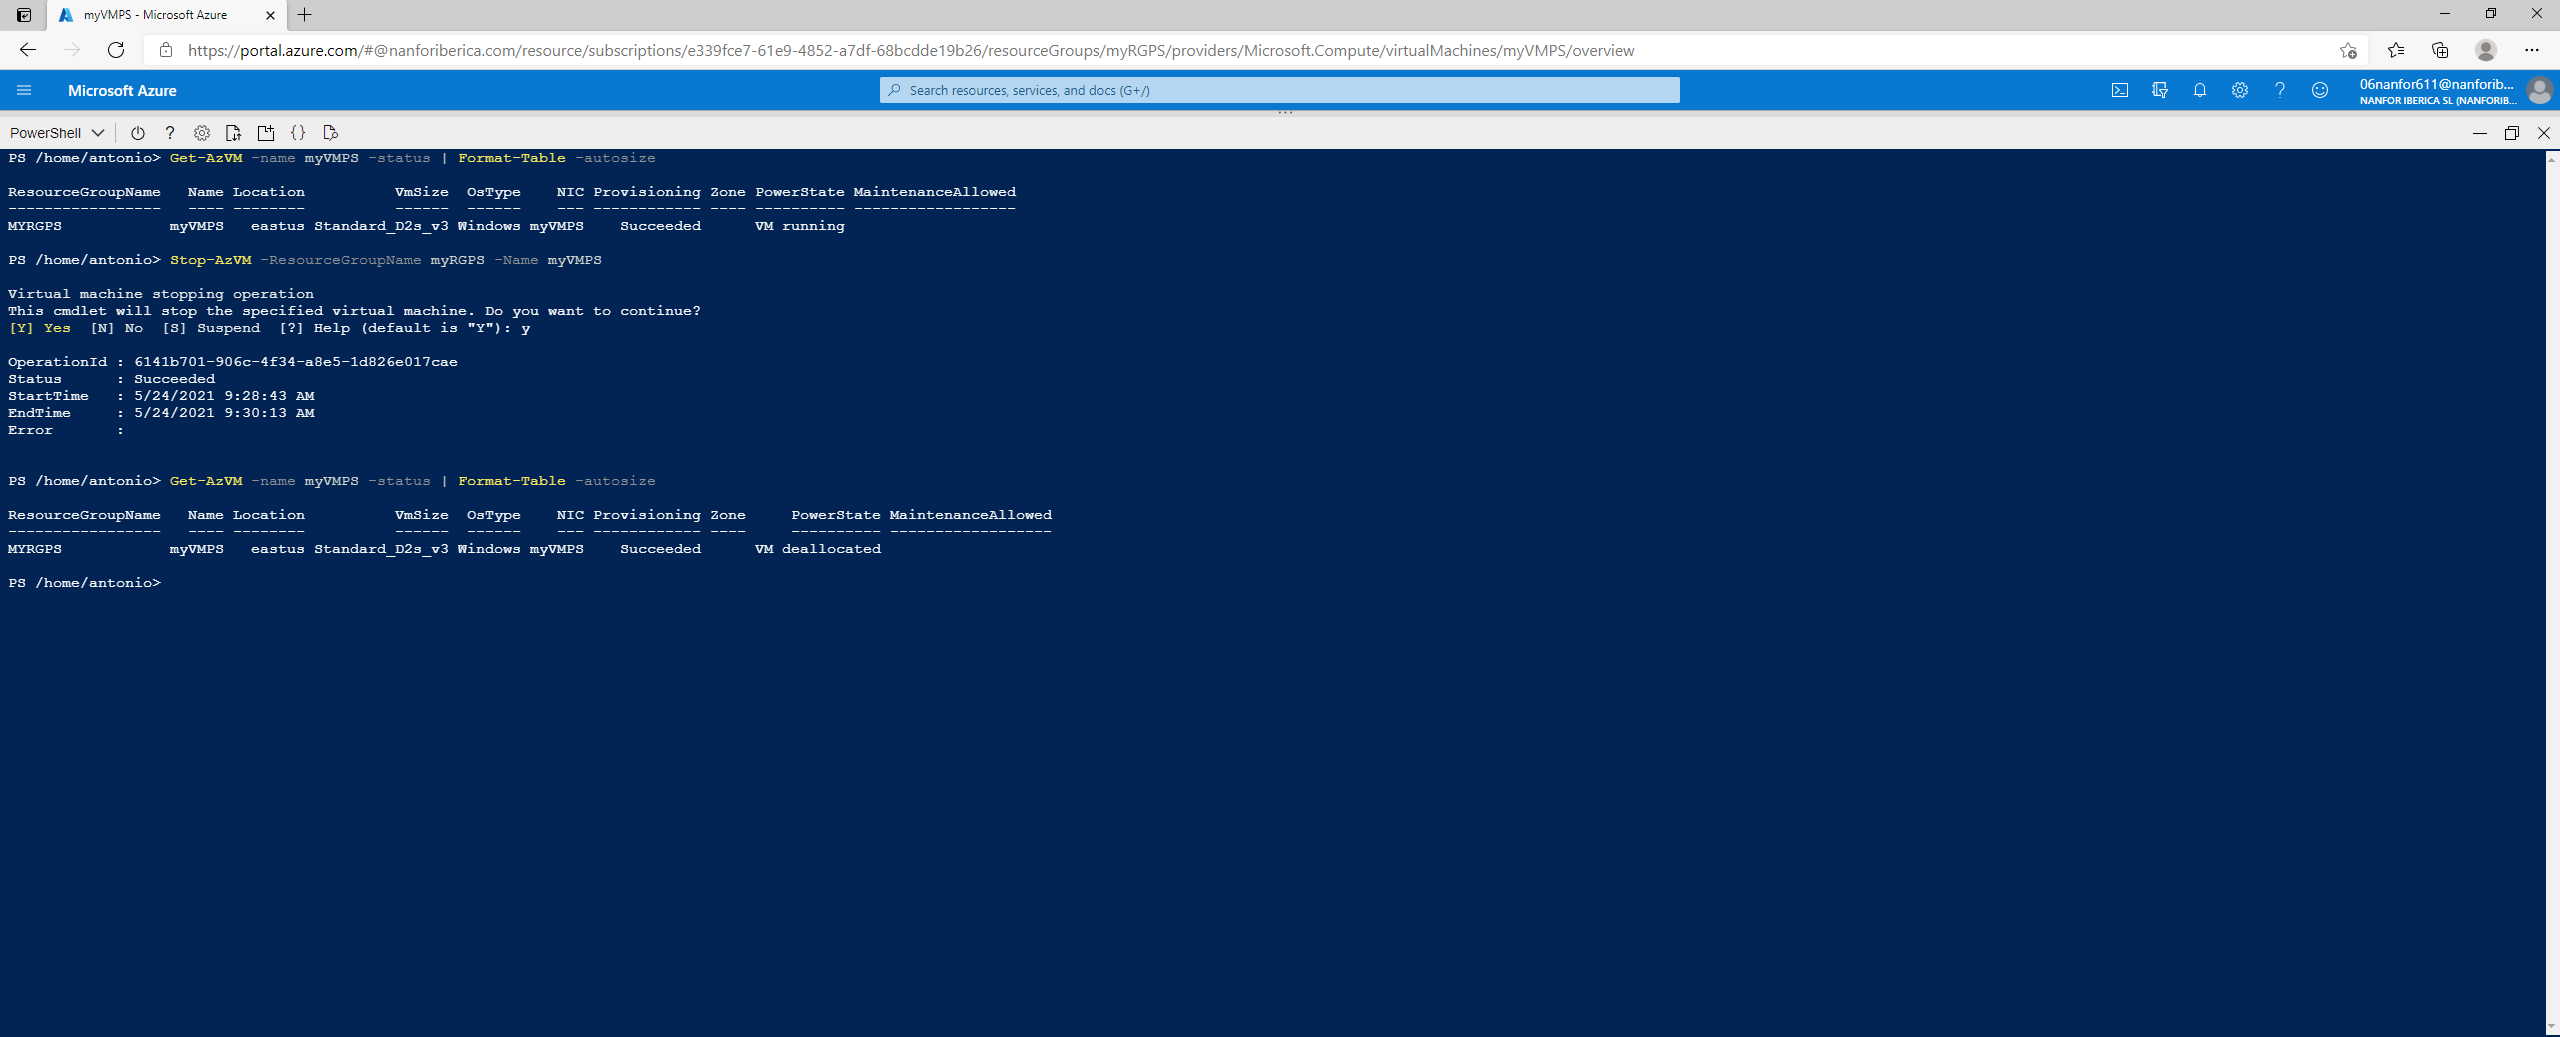 myVMPS - Microsoft Azure
https://portal.azure.com/#@nanforiberica.com/resource/subscriptions/e339fce7-61e9-4852-a7df-68bcdde19b26/resourceGroups/myRGPS/providers/Microsoft.Compute/virtualMachines/myVMPS/overview
Microsoft Azure
Search resources, services, and docs (G+/)
06nanfor611@nanforib...
NANFOR IBERICA SL (NANFORIB...
PowerShell
PS /home/antonio> Get-AzVM -name myVMPS -status | Format-Table -autosize
ResourceGroupName   Name Location          VmSize  OsType    NIC Provisioning Zone PowerState MaintenanceAllowed
-----------------   ---- --------          ------  ------    --- ------------ ---- ---------- ------------------
MYRGPS            myVMPS   eastus Standard_D2s_v3 Windows myVMPS    Succeeded      VM running
PS /home/antonio> Stop-AzVM -ResourceGroupName myRGPS -Name myVMPS
Virtual machine stopping operation
This cmdlet will stop the specified virtual machine. Do you want to continue?
[Y] Yes  [N] No  [S] Suspend  [?] Help (default is "Y"): y
OperationId : 6141b701-906c-4f34-a8e5-1d826e017cae
Status      : Succeeded
StartTime   : 5/24/2021 9:28:43 AM
EndTime     : 5/24/2021 9:30:13 AM
Error       :
PS /home/antonio> Get-AzVM -name myVMPS -status | Format-Table -autosize
ResourceGroupName   Name Location          VmSize  OsType    NIC Provisioning Zone     PowerState MaintenanceAllowed
-----------------   ---- --------          ------  ------    --- ------------ ----     ---------- ------------------
MYRGPS            myVMPS   eastus Standard_D2s_v3 Windows myVMPS    Succeeded      VM deallocated
PS /home/antonio>